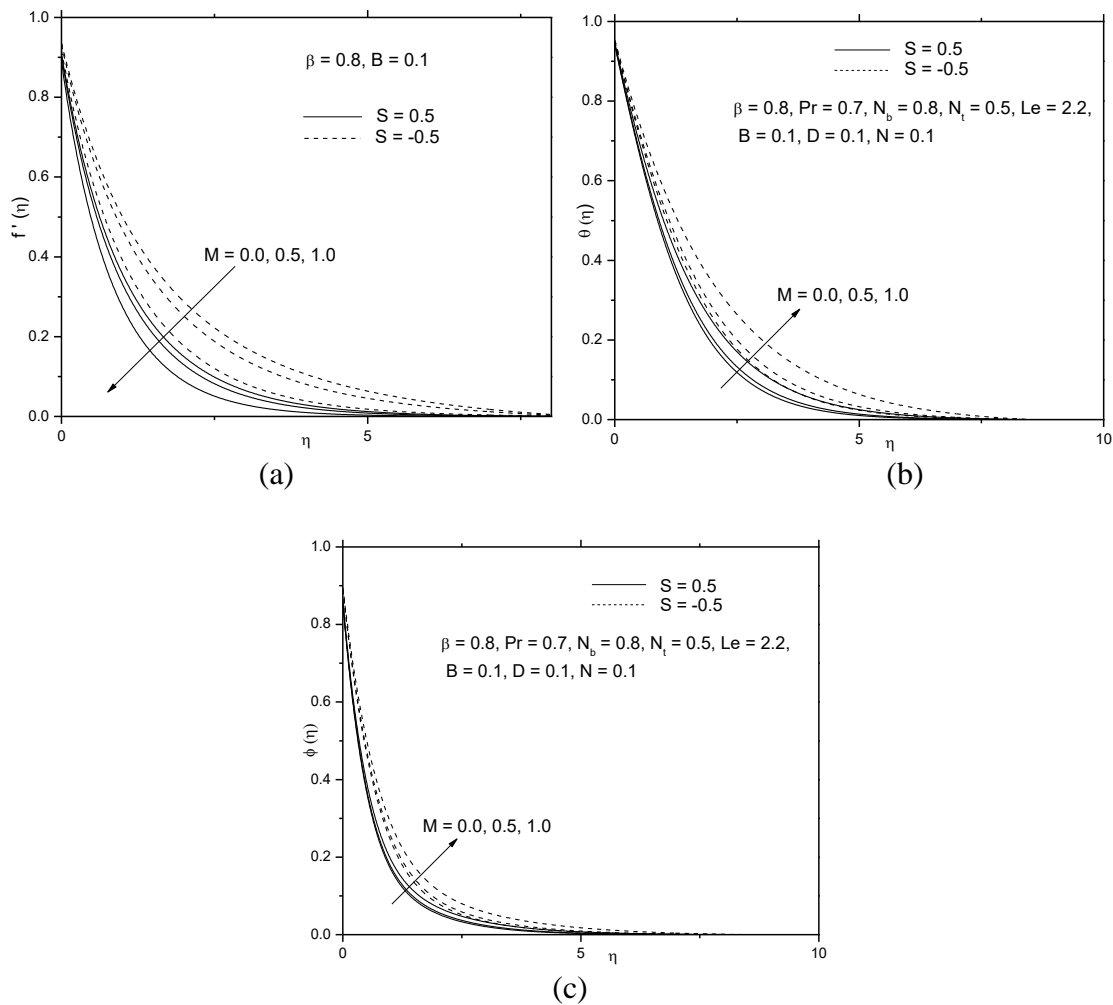 1.0
0.8
0.6
0.4
0.2
0.0
f ' (η)
β = 0.8, B = 0.1
S = 0.5
S = -0.5
M = 0.0, 0.5, 1.0
0
5
η
(a)
1.0
0.8
0.6
0.4
0.2
0.0
θ (η)
S = 0.5
S = -0.5
β = 0.8, Pr = 0.7, N_b = 0.8, N_t = 0.5, Le = 2.2,
B = 0.1, D = 0.1, N = 0.1
M = 0.0, 0.5, 1.0
0
5
10
η
(b)
1.0
0.8
0.6
0.4
0.2
0.0
ϕ (η)
S = 0.5
S = -0.5
β = 0.8, Pr = 0.7, N_b = 0.8, N_t = 0.5, Le = 2.2,
B = 0.1, D = 0.1, N = 0.1
M = 0.0, 0.5, 1.0
0
5
10
η
(c)